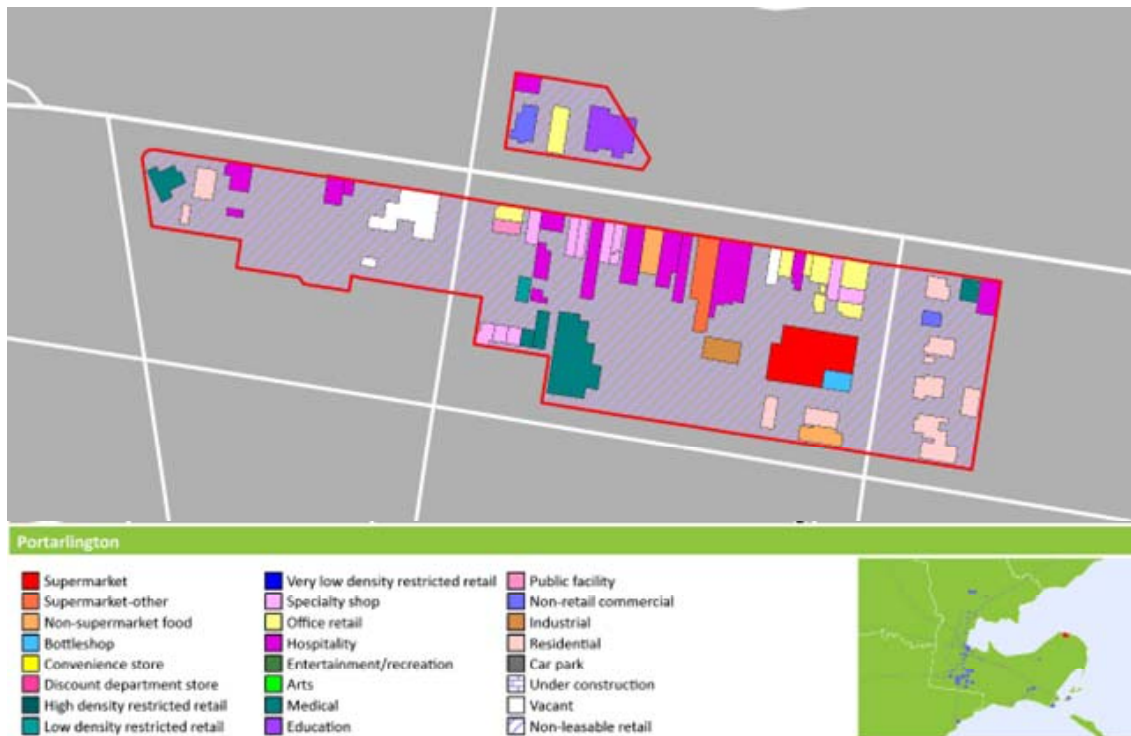 Portarlington
Supermarket
Supermarket-other
Non-supermarket food
Bottleshop
Convenience store
Discount department store
High density restricted retail
Low density restricted retail
Very low density restricted retail
Specialty shop
Office retail
Hospitality
Entertainment/recreation
Arts
Medical
Education
Public facility
Non-retail commercial
Industrial
Residential
Car park
Under construction
Vacant
Non-leasable retail